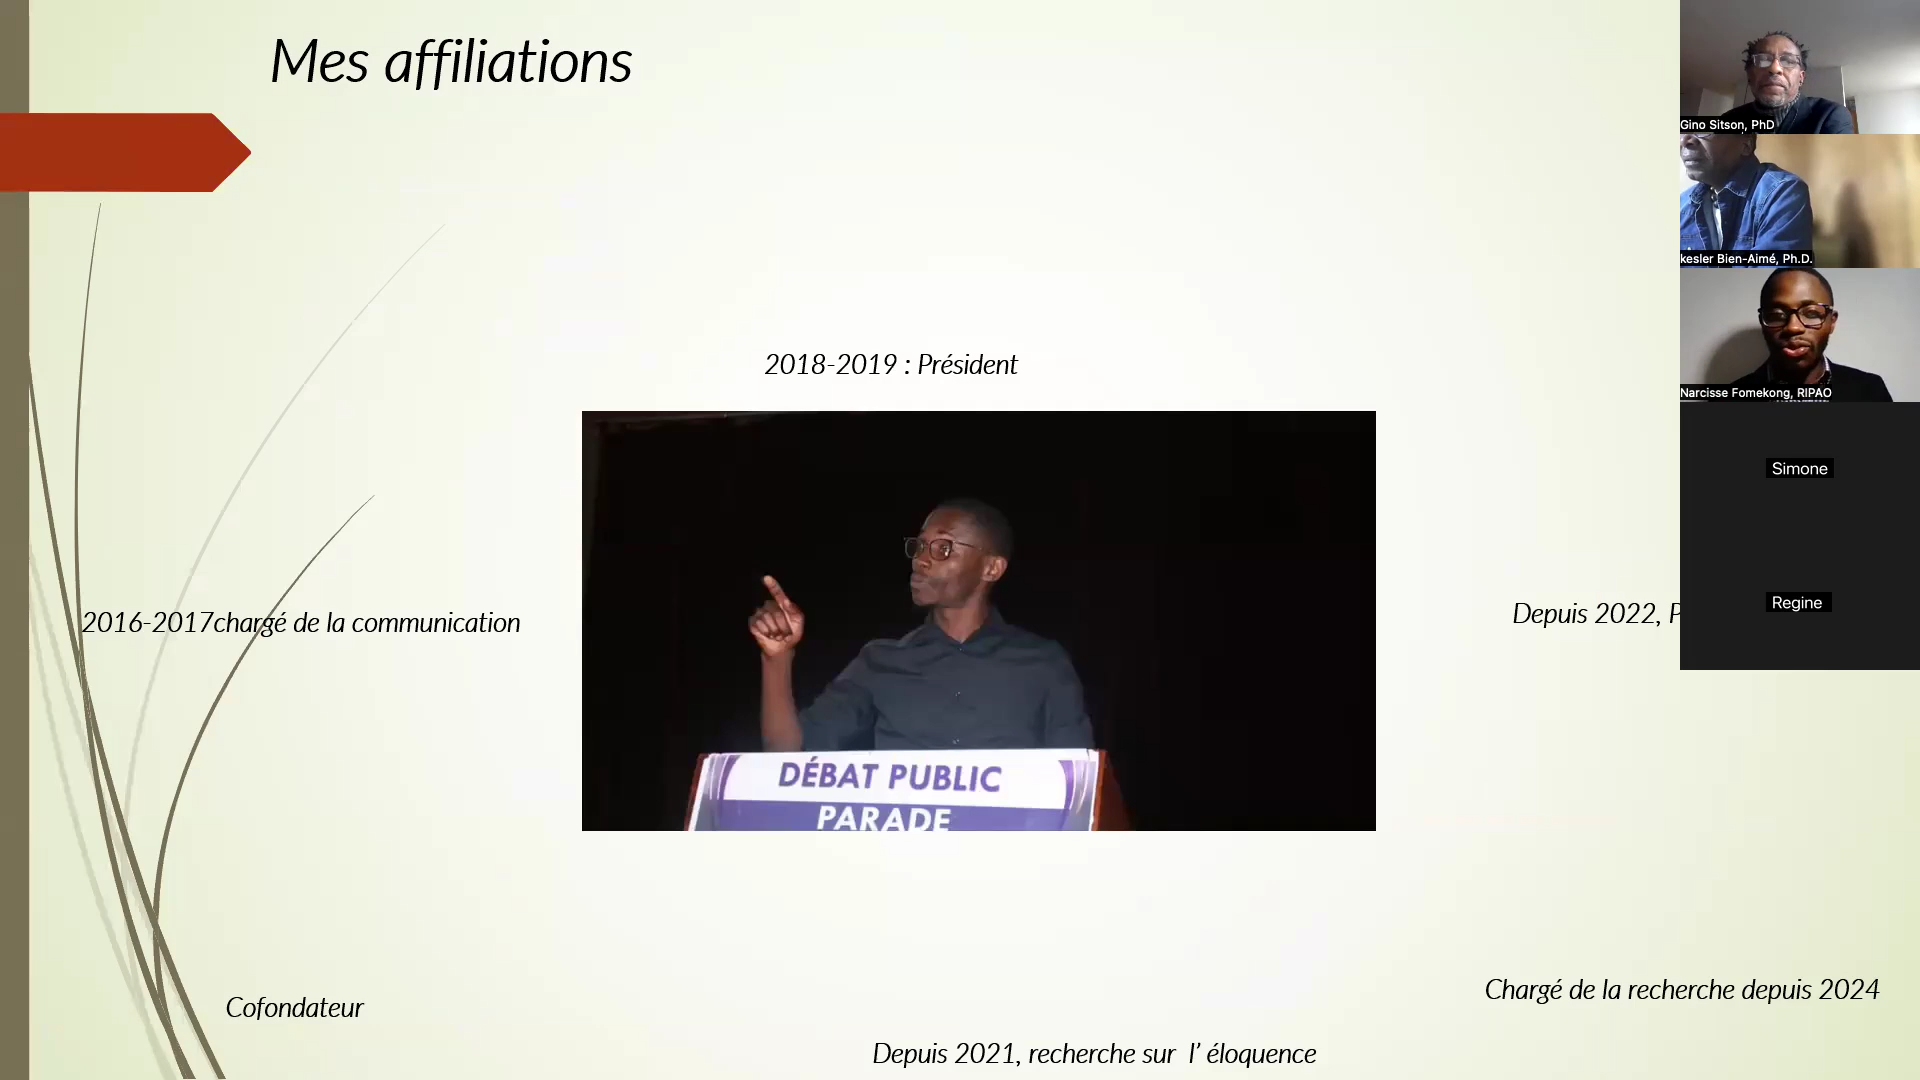 Mes affiliations
Gino Sitson, PhD
kesler Bien-Aimé, Ph.D.
2018-2019 : Président
Narcisse Fomekong, RIPAO
Simone
2016-2017chargé de la communication
Depuis 2022, P
Regine
DÉBAT PUBLIC
PARADE
Cofondateur
Chargé de la recherche depuis 2024
Depuis 2021, recherche sur  l’ éloquence